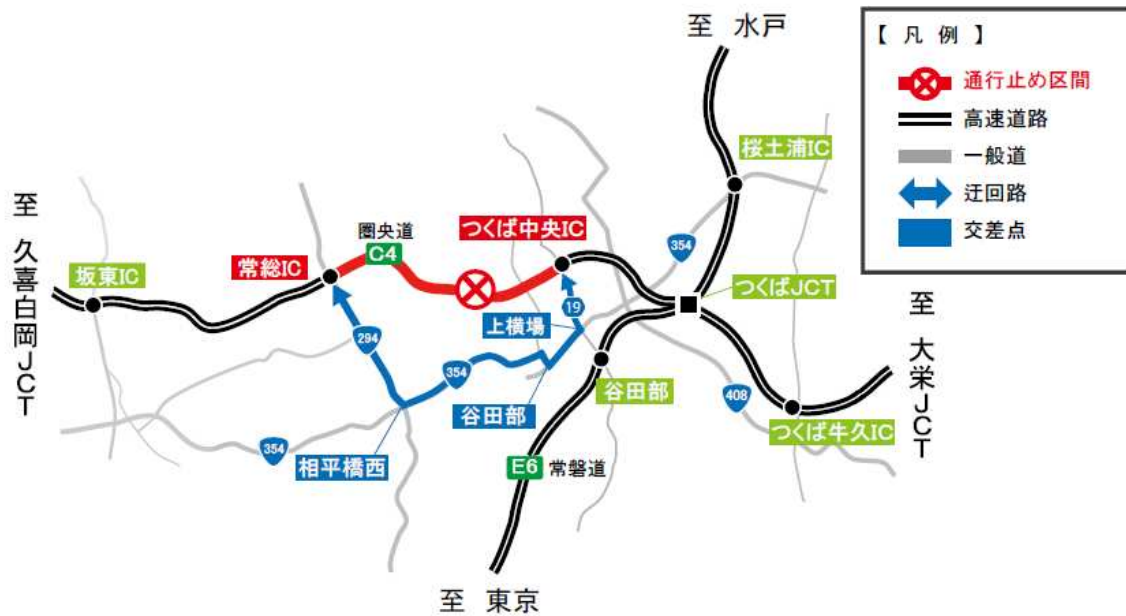 至 水戸
【 凡 例 】
通行止め区間
高速道路
一般道
迂回路
交差点
桜土浦IC
至 久喜白岡JCT
坂東IC
常総IC
圏央道
C4
つくば中央IC
354
つくばJCT
至 大栄JCT
19
上横場
294
354
谷田部
谷田部
408
つくば牛久IC
354
相平橋西
E6 常磐道
至 東京